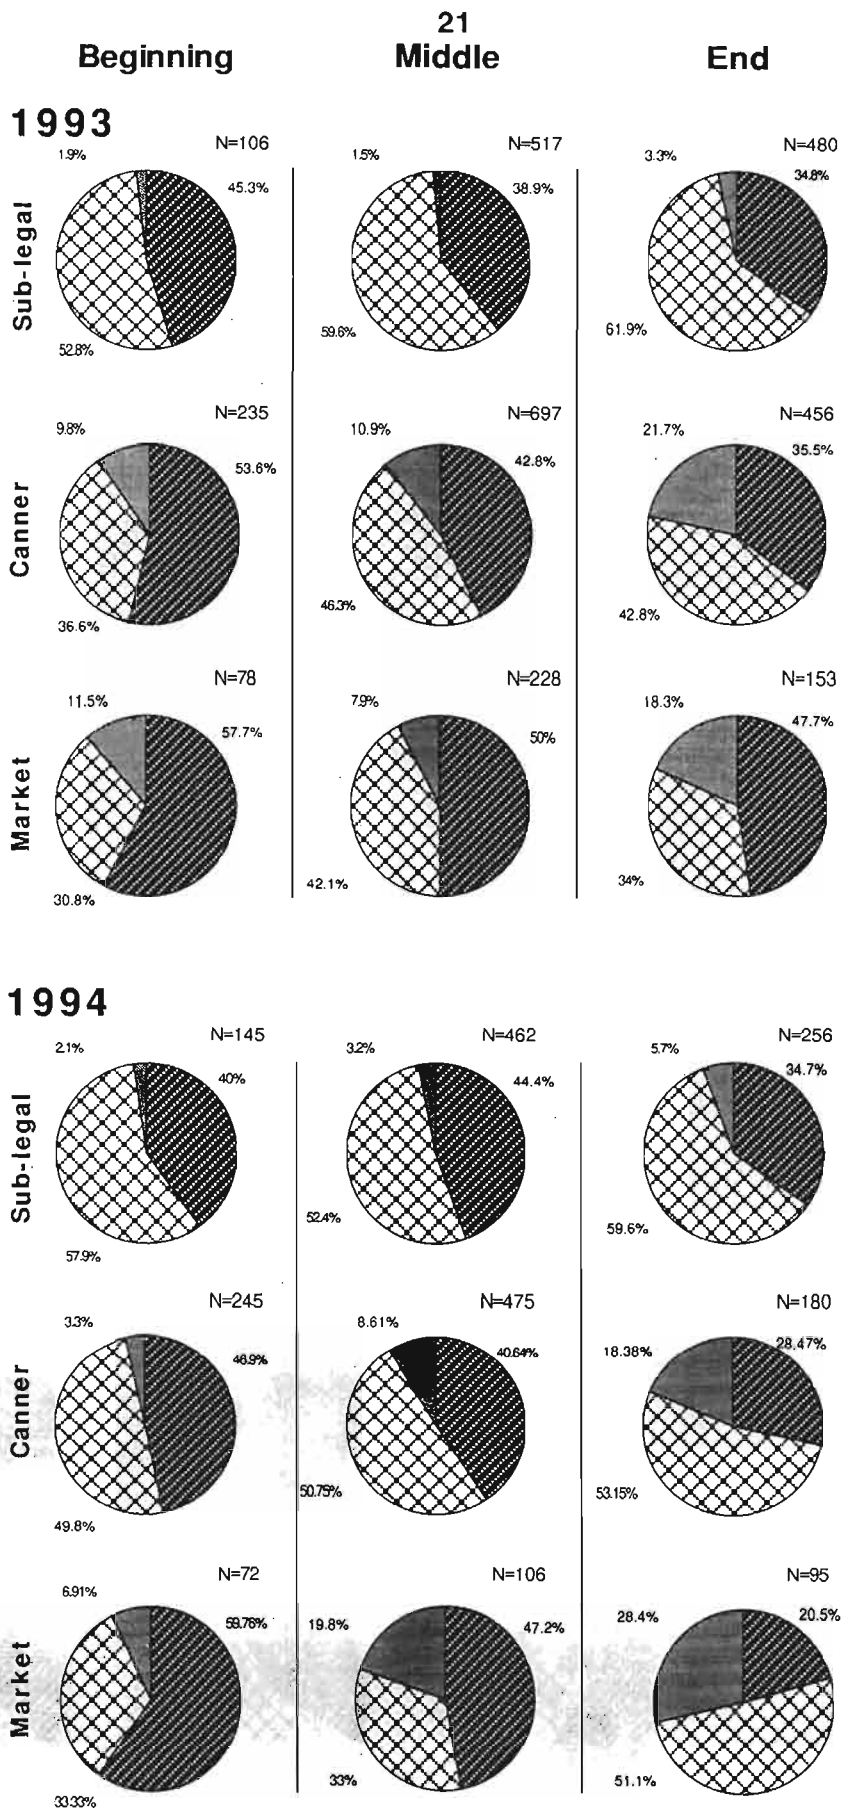 21
Beginning Middle End
1993
Sub-legal
N=106 N=517 N=480
1.9% 1.5% 3.3%
45.3% 38.9% 34.8%
52.8% 59.6% 61.9%
Canner
N=235 N=697 N=456
9.8% 10.9% 21.7%
53.6% 42.8% 35.5%
36.6% 46.3% 42.8%
Market
N=78 N=228 N=153
11.5% 7.9% 18.3%
57.7% 50% 47.7%
30.8% 42.1% 34%
1994
Sub-legal
N=145 N=462 N=256
2.1% 3.2% 5.7%
40% 44.4% 34.7%
57.9% 52.4% 59.6%
Canner
N=245 N=475 N=180
3.3% 8.61% 18.38%
46.9% 40.64% 28.47%
49.8% 50.75% 53.15%
Market
N=72 N=106 N=95
6.91% 19.8% 28.4%
59.76% 47.2% 20.5%
33.33% 33% 51.1%